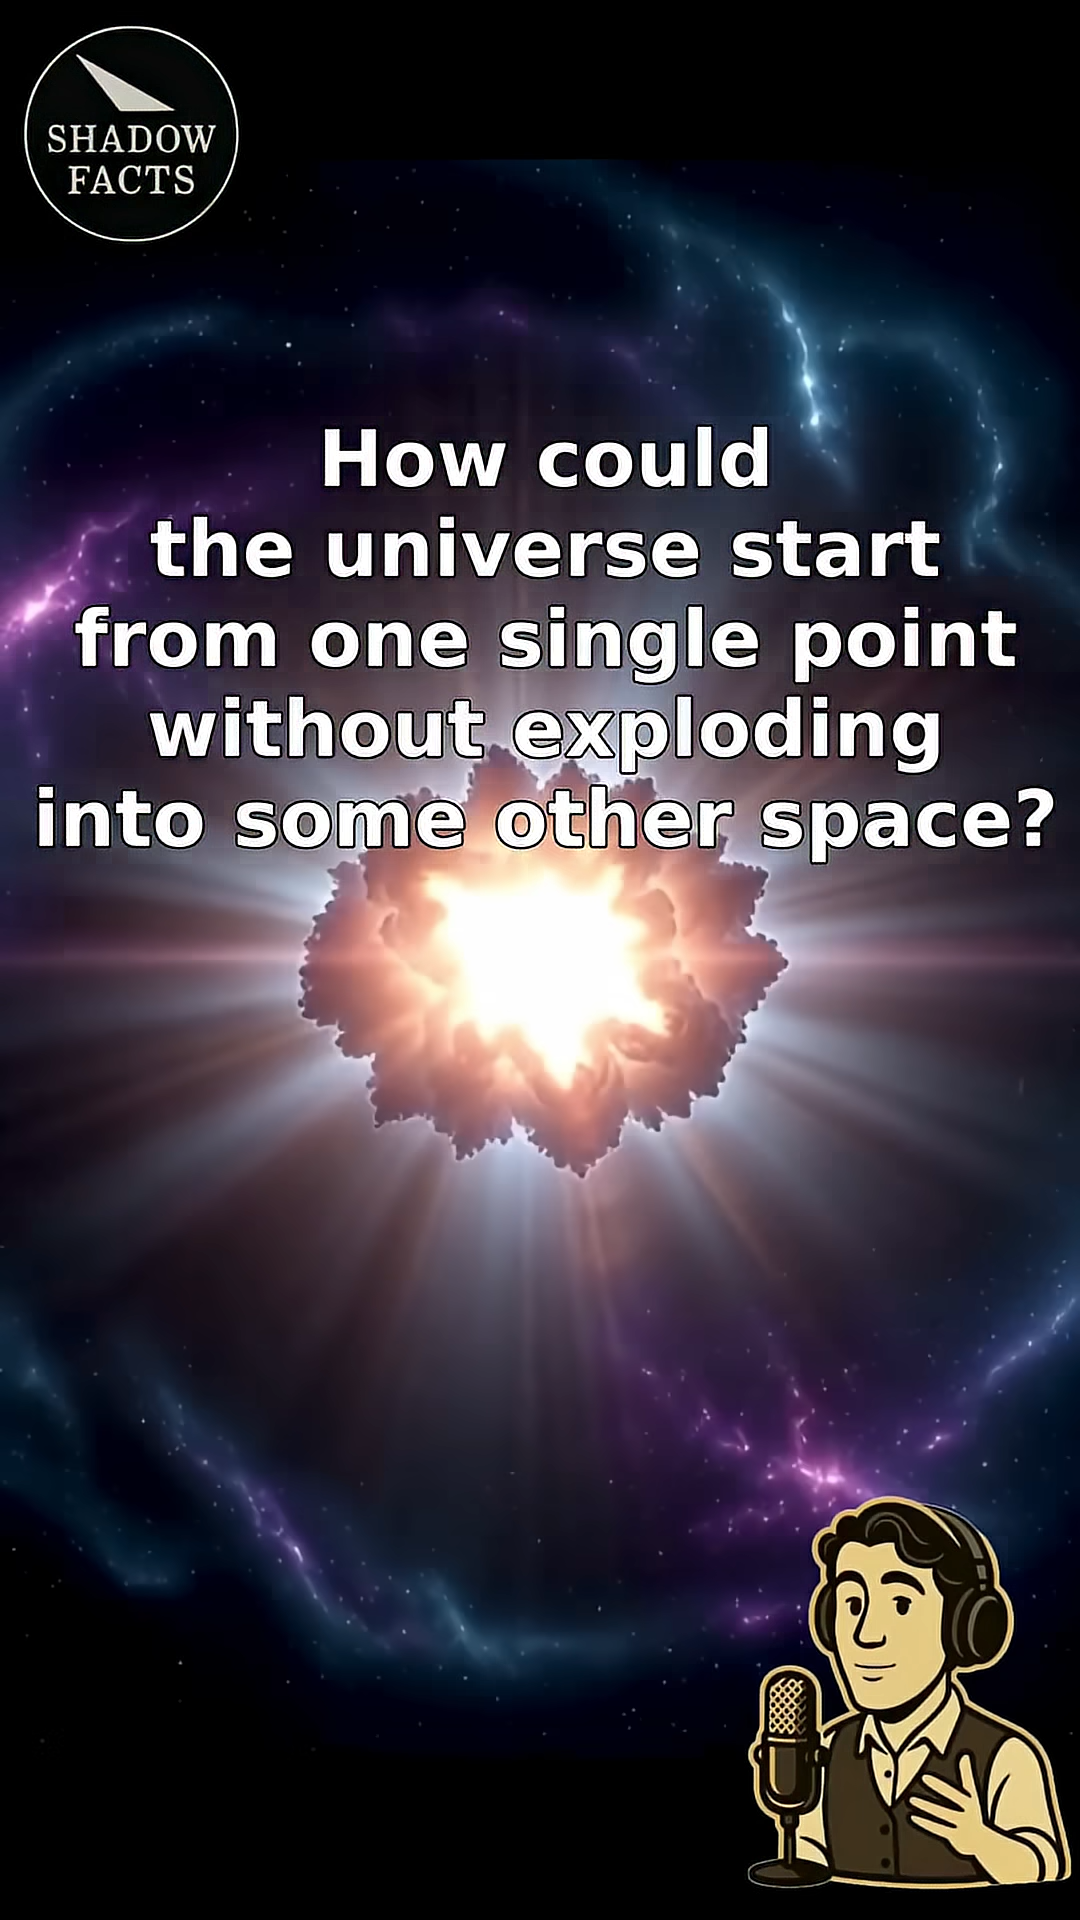 SHADOW
FACTS
How could
the universe start
from one single point
without exploding
into some other space?